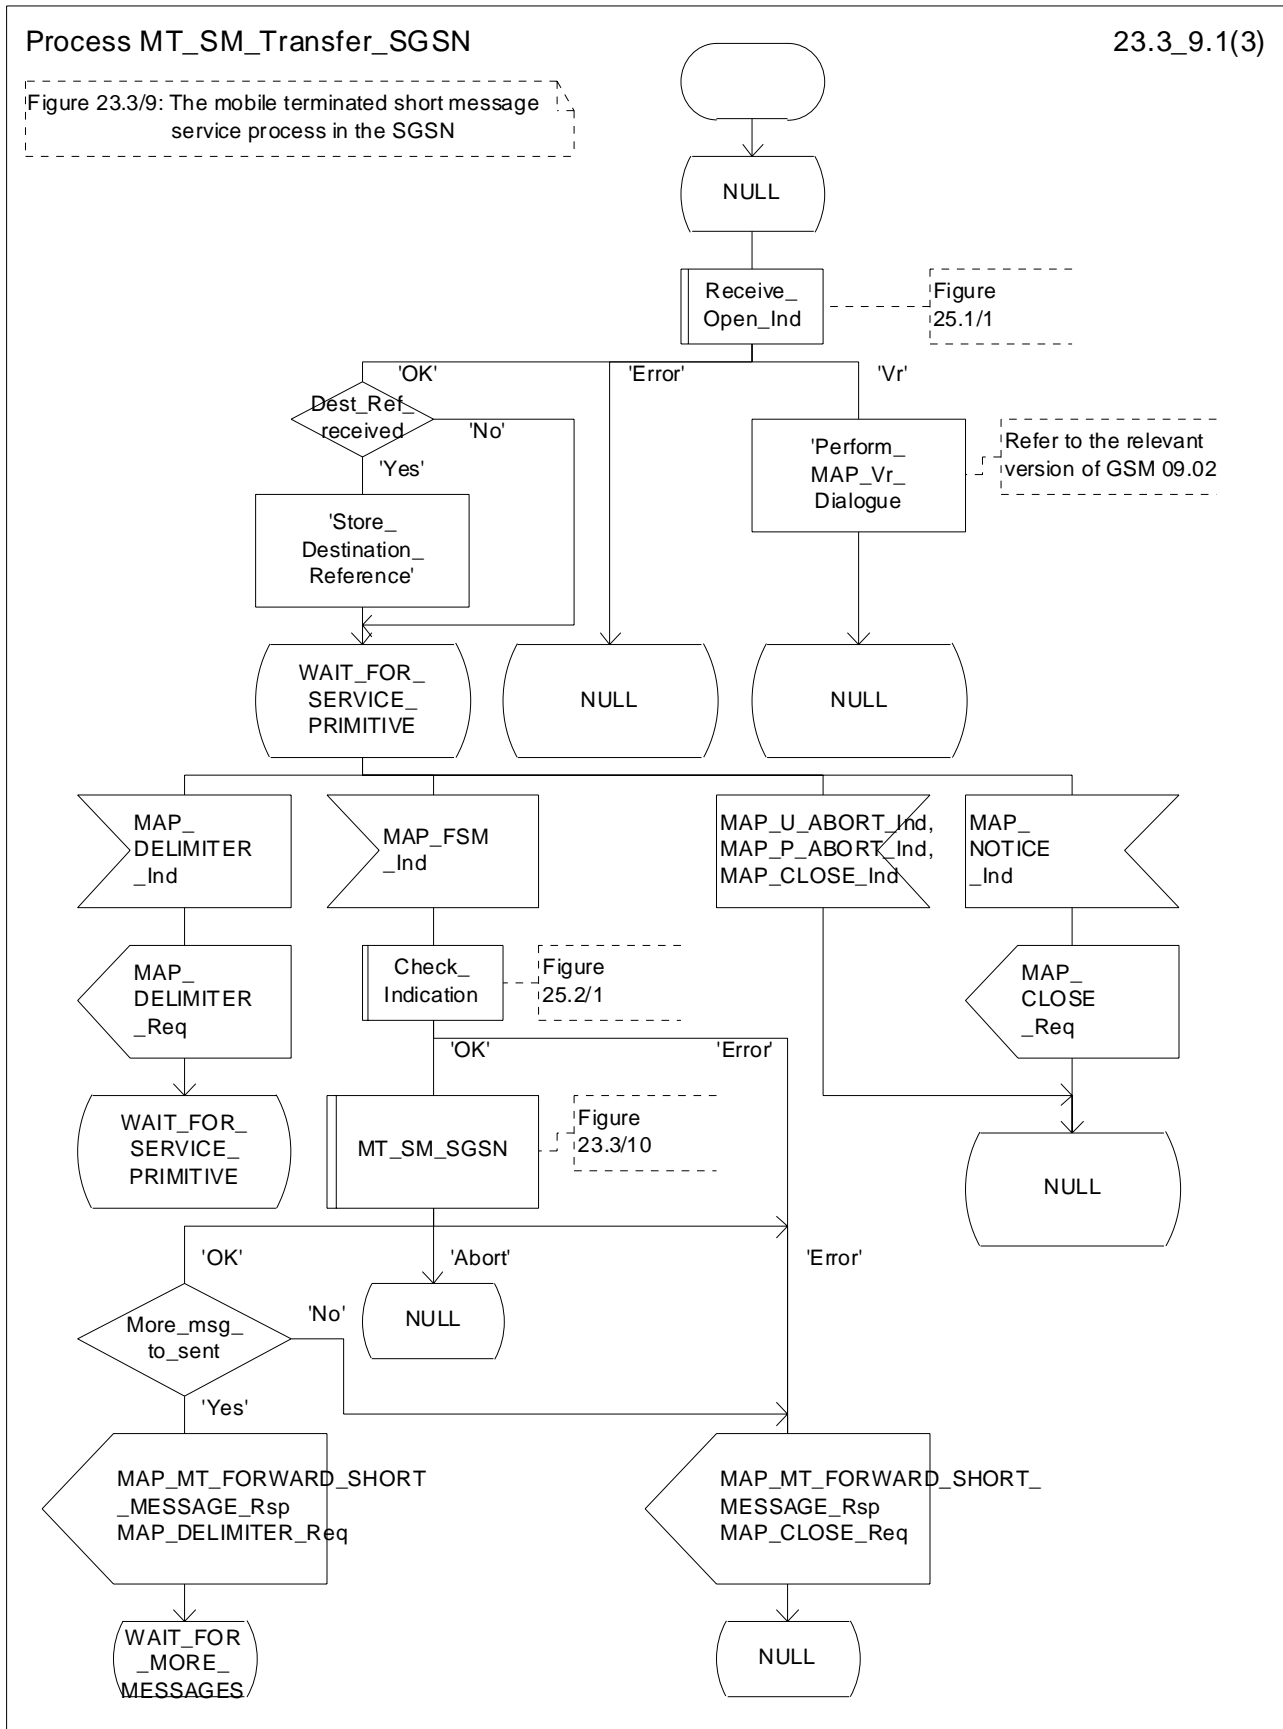 Process MT_SM_Transfer_SGSN
23.3_9.1(3)
Figure 23.3/9: The mobile terminated short message
service process in the SGSN
NULL
Receive_
Open_Ind
Figure
25.1/1
'OK'
'Error'
'Vr'
Dest_Ref_
received
'No'
'Yes'
'Perform_
MAP_Vr_
Dialogue
Refer to the relevant
version of GSM 09.02
'Store_
Destination_
Reference'
WAIT_FOR_
SERVICE_
PRIMITIVE
NULL
NULL
MAP_
DELIMITER
_Ind
MAP_FSM
_Ind
MAP_U_ABORT_Ind,
MAP_P_ABORT_Ind,
MAP_CLOSE_Ind
MAP_
NOTICE
_Ind
MAP_
DELIMITER
_Req
Check_
Indication
Figure
25.2/1
MAP_
CLOSE
_Req
'OK'
'Error'
WAIT_FOR_
SERVICE_
PRIMITIVE
MT_SM_SGSN
Figure
23.3/10
NULL
'OK'
'Abort'
'Error'
More_msg_
to_sent
'No'
NULL
'Yes'
MAP_MT_FORWARD_SHORT
_MESSAGE_Rsp
MAP_DELIMITER_Req
MAP_MT_FORWARD_SHORT_
MESSAGE_Rsp
MAP_CLOSE_Req
WAIT_FOR
_MORE_
MESSAGES
NULL